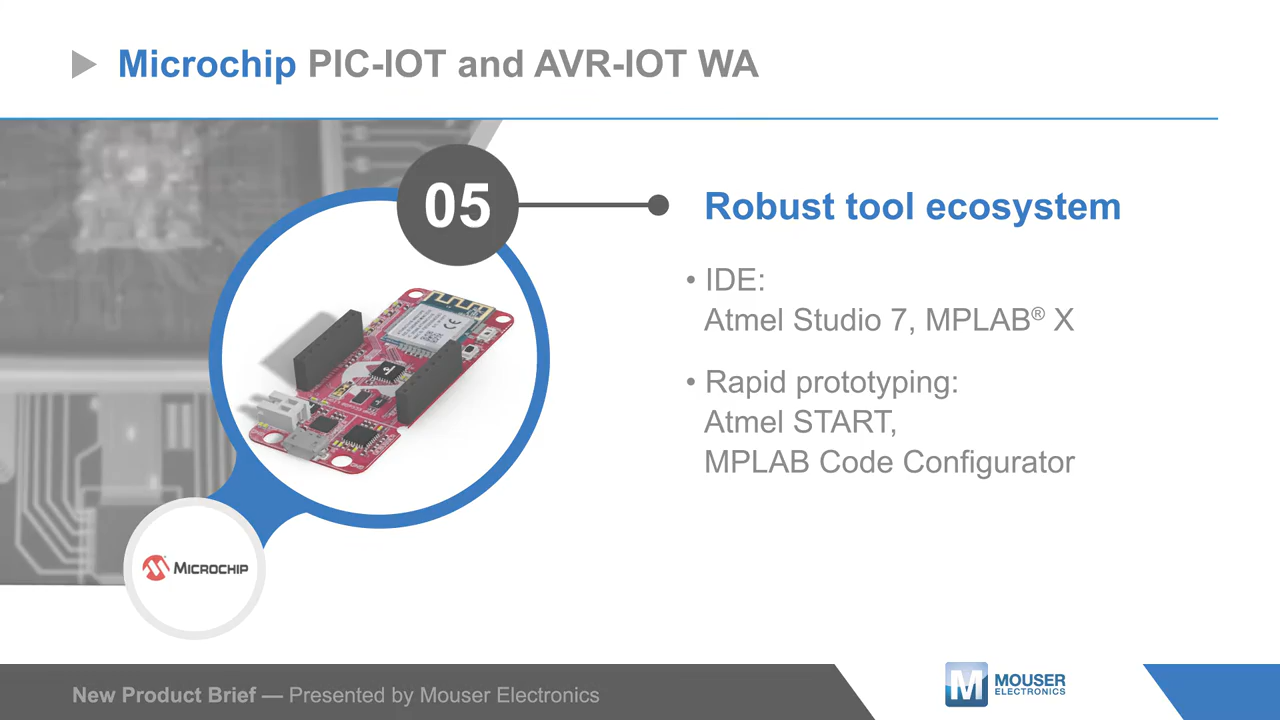 Microchip PIC-IOT and AVR-IOT WA
05
Robust tool ecosystem
• IDE:
Atmel Studio 7, MPLAB® X
• Rapid prototyping:
Atmel START,
MPLAB Code Configurator
MICROCHIP
New Product Brief — Presented by Mouser Electronics
M MOUSER
ELECTRONICS